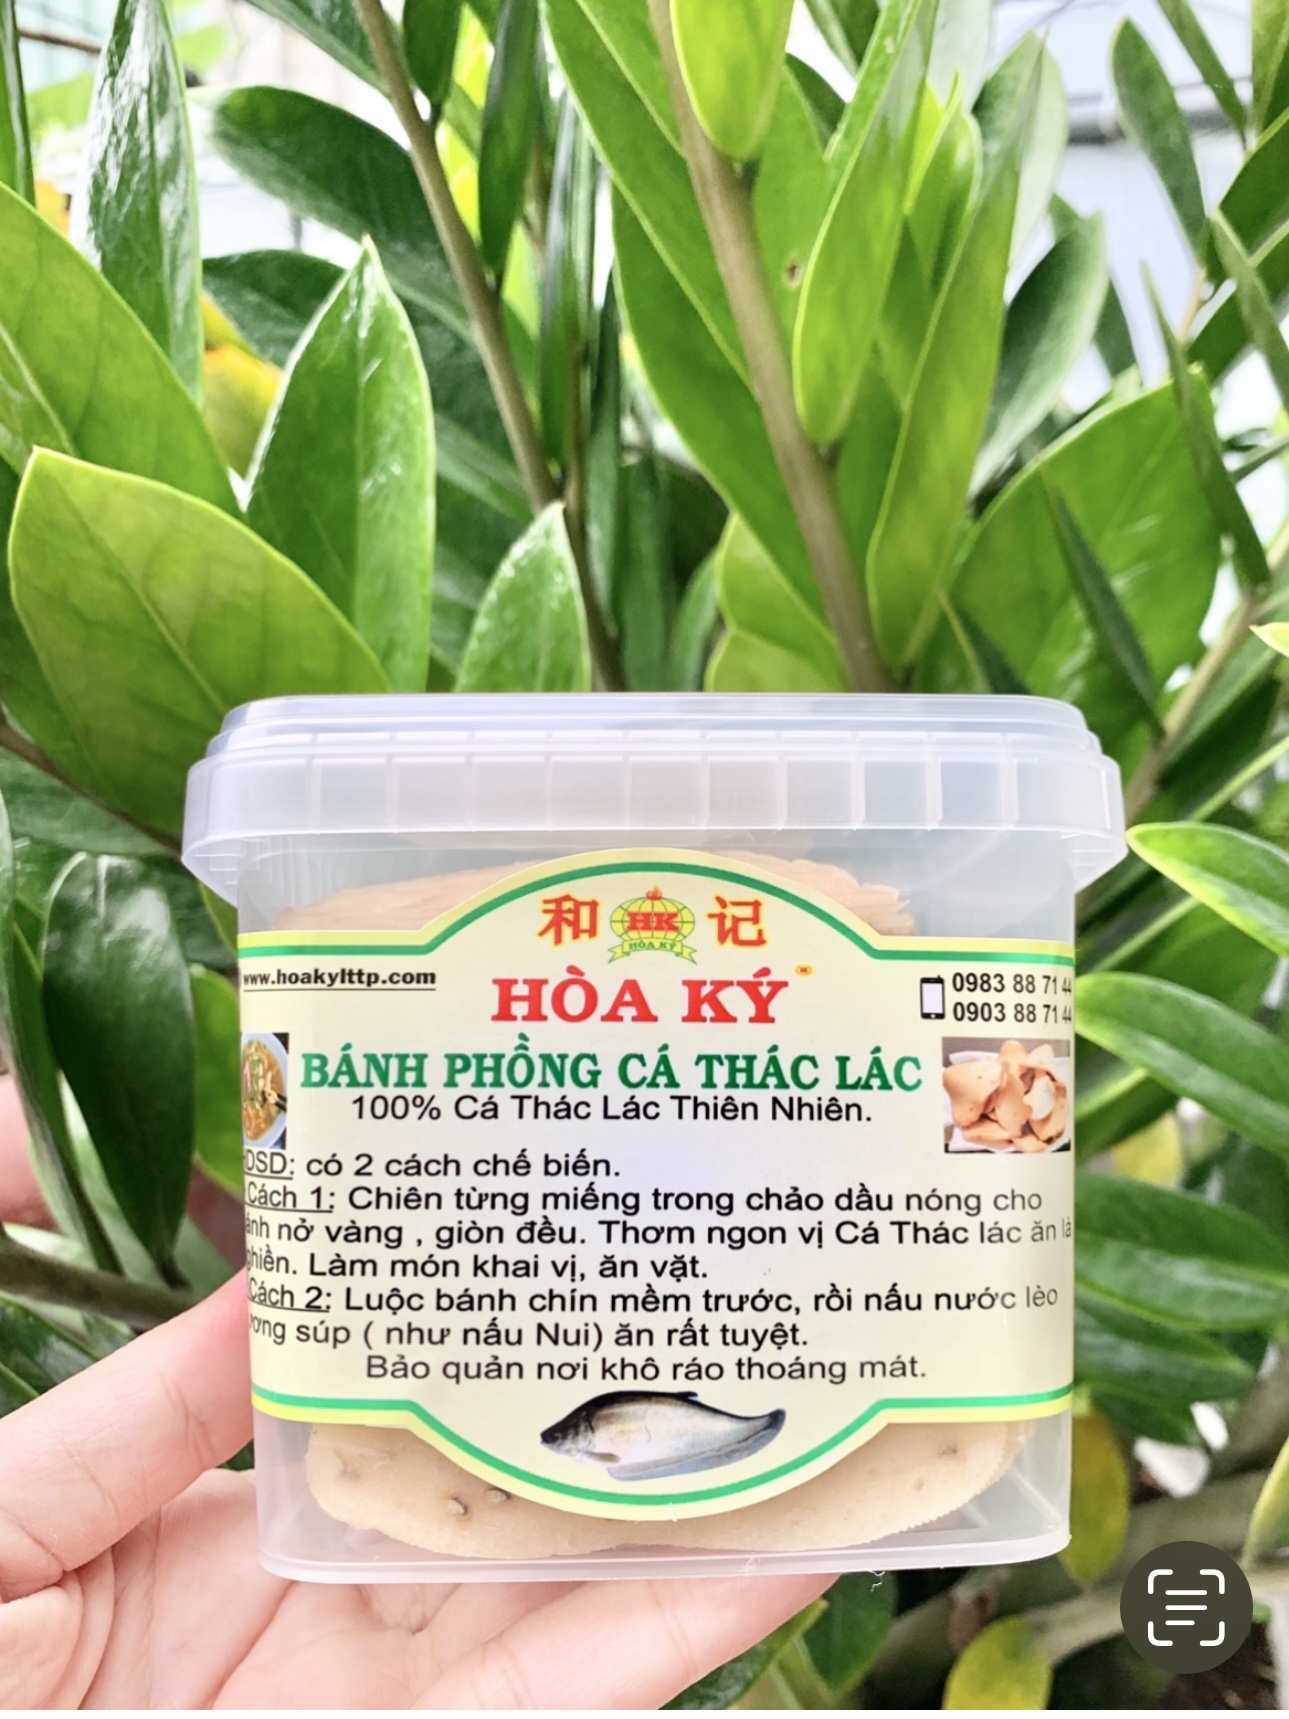 和 HK 记
HÒA KÝ
www.hoakylttp.com
HÒA KÝ
0983 88 71 44
0903 88 71 44
BÁNH PHỒNG CÁ THÁC LÁC
100% Cá Thác Lác Thiên Nhiên.
DSD: có 2 cách chế biến.
Cách 1: Chiên từng miếng trong chảo dầu nóng cho
ánh nở vàng , giòn đều. Thơm ngon vị Cá Thác lác ăn là
ghiền. Làm món khai vị, ăn vặt.
Cách 2: Luộc bánh chín mềm trước, rồi nấu nước lèo
ương súp ( như nấu Nui) ăn rất tuyệt.
Bảo quản nơi khô ráo thoáng mát.